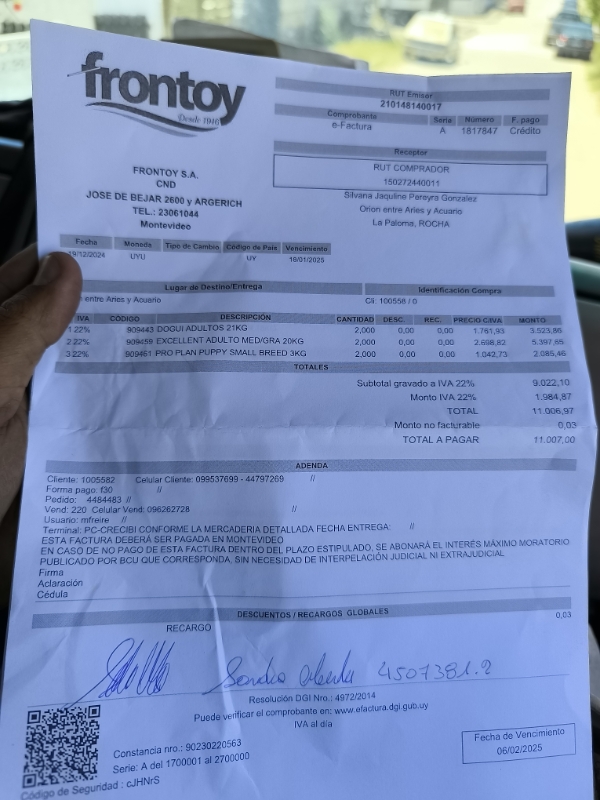 frontoy
Desde 1910
RUT Emisor
210148140017
Comprobante Serie Número F. pago
e-Factura A 1817847 Crédito
Receptor
RUT COMPRADOR
150272440011
Silvana Jaquline Pereyra Gonzalez
Orion entre Aries y Acuario
La Paloma, ROCHA
FRONTOY S.A.
CND
JOSE DE BEJAR 2600 y ARGERICH
TEL.: 23061044
Montevideo
Fecha Moneda Tipo de Cambio Código de País Vencimiento
19/12/2024 UYU UY 18/01/2025
Lugar de Destino/Entrega Identificación Compra
entre Aries y Acuario Cli: 100558 / 0
IVA CÓDIGO DESCRIPCIÓN CANTIDAD DESC. REC. PRECIO C/IVA MONTO
1 22% 909443 DOGUI ADULTOS 21KG 2,000 0,00 0,00 1.761,93 3.523,86
2 22% 909459 EXCELLENT ADULTO MED/GRA 20KG 2,000 0,00 0,00 2.698,82 5.397,65
3 22% 909461 PRO PLAN PUPPY SMALL BREED 3KG 2,000 0,00 0,00 1.042,73 2.085,46
TOTALES
Subtotal gravado a IVA 22% 9.022,10
Monto IVA 22% 1.984,87
TOTAL 11.006,97
Monto no facturable 0,03
TOTAL A PAGAR 11.007,00
ADENDA
Cliente: 1005582 Celular Cliente: 099537699 - 44797269 //
Forma pago: f30 //
Pedido: 4484483 //
Vend: 220 Celular Vend: 096262728 //
Usuario: mfreire //
Terminal: PC-CRECIBI CONFORME LA MERCADERIA DETALLADA FECHA ENTREGA: //
ESTA FACTURA DEBERÁ SER PAGADA EN MONTEVIDEO
EN CASO DE NO PAGO DE ESTA FACTURA DENTRO DEL PLAZO ESTIPULADO, SE ABONARÁ EL INTERÉS MÁXIMO MORATORIO
PUBLICADO POR BCU QUE CORRESPONDA, SIN NECESIDAD DE INTERPELACIÓN JUDICIAL NI EXTRAJUDICIAL
Firma
Aclaración
Cédula
DESCUENTOS / RECARGOS GLOBALES
RECARGO 0,03
4507381.2
Resolución DGI Nro.: 4972/2014
Puede verificar el comprobante en: www.efactura.dgi.gub.uy
IVA al día
Constancia nro.: 90230220563
Serie: A del 1700001 al 2700000
Código de Seguridad : cJHNrS
Fecha de Vencimiento
06/02/2025